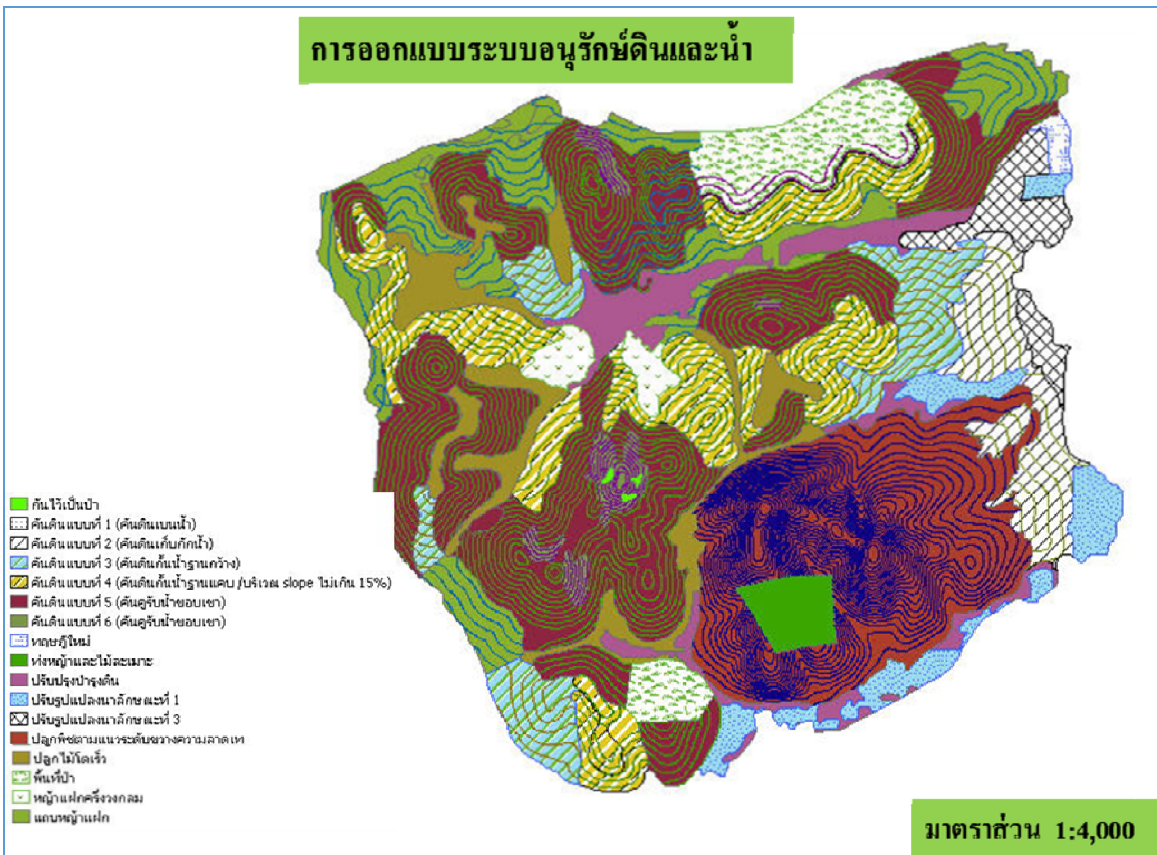 การออกแบบระบบอนุรักษ์ดินและน้ำ
กันไว้เป็นป่า
คันดินแบบที่ 1 (คันดินเบนน้ำ)
คันดินแบบที่ 2 (คันดินเก็บกักน้ำ)
คันดินแบบที่ 3 (คันดินกั้นน้ำฐานกว้าง)
คันดินแบบที่ 4 (คันดินกั้นน้ำฐานแคบ /บริเวณ slope ไม่เกิน 15%)
คันดินแบบที่ 5 (คันคูรับน้ำขอบเขา)
คันดินแบบที่ 6 (คันคูรับน้ำขอบเขา)
ทฤษฎีใหม่
ทุ่งหญ้าและไม้ละเมาะ
ปรับปรุงบำรุงดิน
ปรับรูปแปลงนาลักษณะที่ 1
ปรับรูปแปลงนาลักษณะที่ 3
ปลูกพืชตามแนวระดับขวางความลาดเท
ปลูกไม้โตเร็ว
พื้นที่ป่า
หญ้าแฝกครึ่งวงกลม
แถบหญ้าแฝก
มาตราส่วน 1:4,000